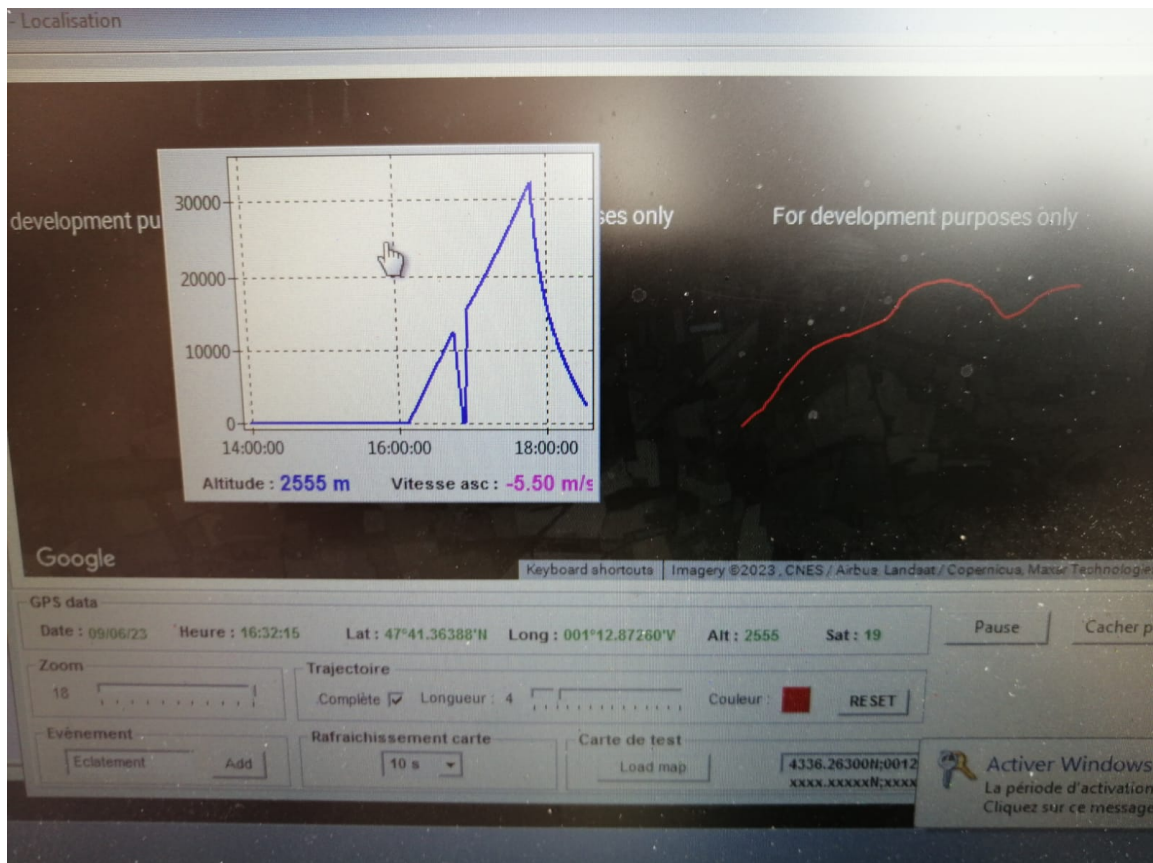 - Localisation
development pu
ses only
For development purposes only
30000
20000
10000
0
14:00:00 16:00:00 18:00:00
Altitude : 2555 m Vitesse asc : -5.50 m/s
Google
Keyboard shortcuts Imagery ©2023 , CNES / Airbus, Landsat / Copernicus, Maxar Technologie
GPS data
Date : 09/06/23 Heure : 16:32:15 Lat : 47°41.36388'N Long : 001°12.87260'V Alt : 2555 Sat : 19
Pause
Cacher p
Zoom
18
Trajectoire
Complète Longueur : 4 Couleur : RESET
Evènement
Eclatement Add
Rafraichissement carte
10 s
Carte de test
Load map
4336.26300N;0012
xxxx.xxxxxN;xxxx
Activer Windows
La période d'activation
Cliquez sur ce message